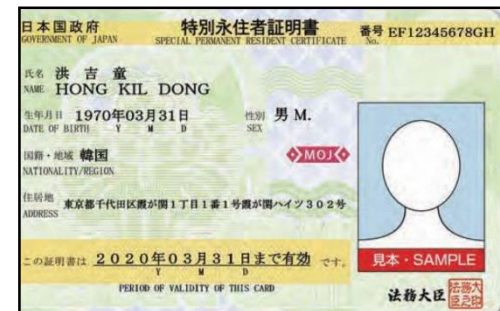 日本国政府 特別永住者証明書 番号 EF12345678GH
GOVERNMENT OF JAPAN SPECIAL PERMANENT RESIDENT CERTIFICATE No.
氏名 洪 吉 童
NAME HONG KIL DONG
生年月日 1970年03月31日 性別 男 M.
DATE OF BIRTH Y M D SEX
国籍・地域 韓国
NATIONALITY/REGION
MOJ
住居地 東京都千代田区霞が関1丁目1番1号霞が関ハイツ302号
ADDRESS
この証明書は 2020年03月31日まで有効 です。
Y M D
PERIOD OF VALIDITY OF THIS CARD
見本・SAMPLE
法務大臣